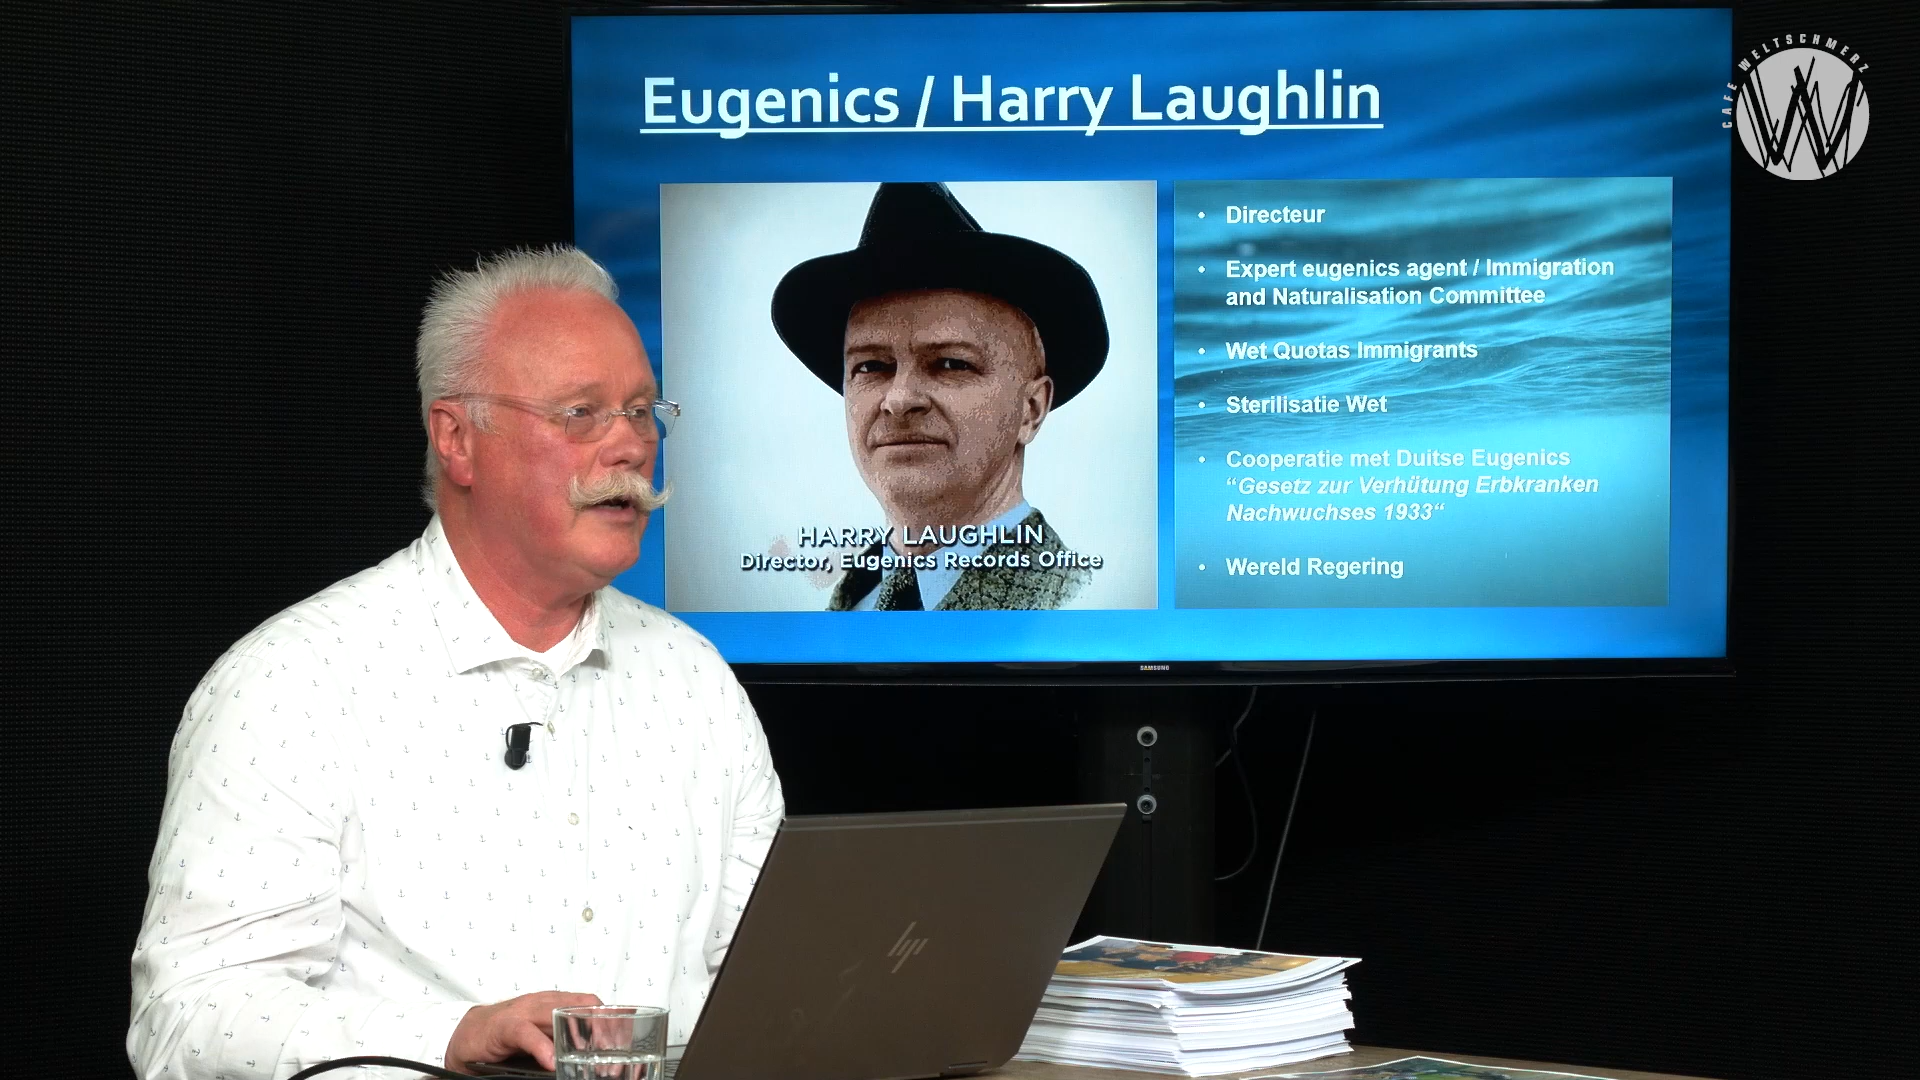 CAFE WELTSCHMERZ
Eugenics / Harry Laughlin
HARRY LAUGHLIN
Director, Eugenics Records Office
• Directeur
• Expert eugenics agent / Immigration
and Naturalisation Committee
• Wet Quotas Immigrants
• Sterilisatie Wet
• Cooperatie met Duitse Eugenics
“Gesetz zur Verhütung Erbkranken
Nachwuchses 1933“
• Wereld Regering
SAMSUNG
hp